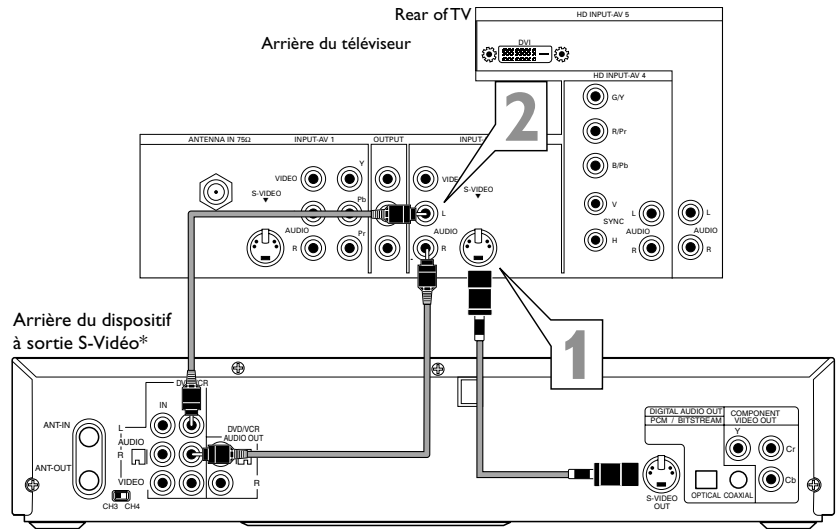 Rear of TV
Arrière du téléviseur
HD INPUT-AV 5
DVI
HD INPUT-AV 4
G/Y
R/Pr
B/Pb
V
SYNC
H
L
AUDIO
R
L
AUDIO
R
ANTENNA IN 75Ω
INPUT-AV 1
OUTPUT
INPUT-
2
VIDEO
Y
S-VIDEO
Pb
AUDIO
R
Pr
VIDE
L
S-VIDEO
AUDIO
R
1
Arrière du dispositif
à sortie S-Vidéo*
ANT-IN
ANT-OUT
CH3 CH4
IN
L
AUDIO
R
VIDEO
DVD/VCR
AUDIO OUT
R
DIGITAL AUDIO OUT
PCM / BITSTREAM
COMPONENT
VIDEO OUT
Y
Cr
Cb
S-VIDEO
OUT
OPTICAL COAXIAL